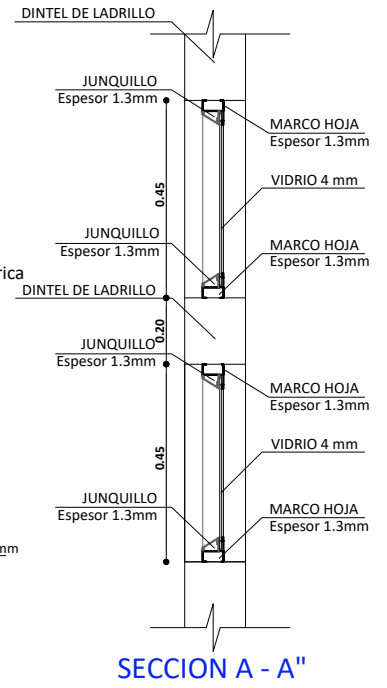 DINTEL DE LADRILLO
JUNQUILLO
Espesor 1.3mm
MARCO HOJA
Espesor 1.3mm
0.45
VIDRIO 4 mm
JUNQUILLO
Espesor 1.3mm
MARCO HOJA
Espesor 1.3mm
rica
DINTEL DE LADRILLO
0.20
JUNQUILLO
Espesor 1.3mm
MARCO HOJA
Espesor 1.3mm
0.45
VIDRIO 4 mm
JUNQUILLO
Espesor 1.3mm
MARCO HOJA
Espesor 1.3mm
mm
SECCION A - A"